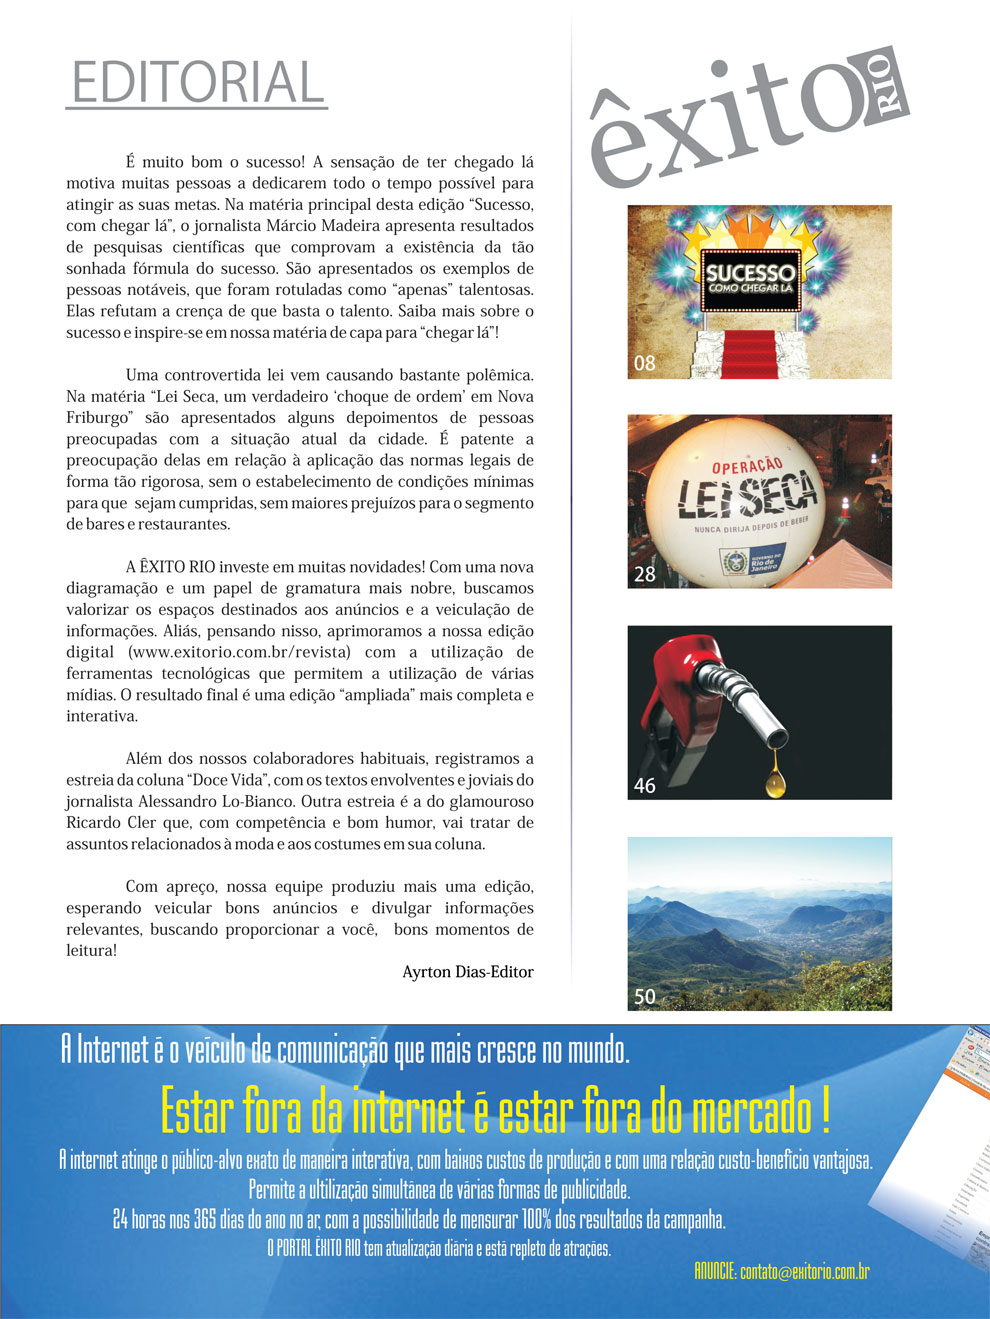 EDITORIAL
É muito bom o sucesso! A sensação de ter chegado lá
motiva muitas pessoas a dedicarem todo o tempo possível para
atingir as suas metas. Na matéria principal desta edição “Sucesso,
com chegar lá”, o jornalista Márcio Madeira apresenta resultados
de pesquisas científicas que comprovam a existência da tão
sonhada fórmula do sucesso. São apresentados os exemplos de
pessoas notáveis, que foram rotuladas como “apenas” talentosas.
Elas refutam a crença de que basta o talento. Saiba mais sobre o
sucesso e inspire-se em nossa matéria de capa para “chegar lá”!
Uma controvertida lei vem causando bastante polêmica.
Na matéria “Lei Seca, um verdadeiro ‘choque de ordem’ em Nova
Friburgo” são apresentados alguns depoimentos de pessoas
preocupadas com a situação atual da cidade. É patente a
preocupação delas em relação à aplicação das normas legais de
forma tão rigorosa, sem o estabelecimento de condições mínimas
para que sejam cumpridas, sem maiores prejuízos para o segmento
de bares e restaurantes.
A ÊXITO RIO investe em muitas novidades! Com uma nova
diagramação e um papel de gramatura mais nobre, buscamos
valorizar os espaços destinados aos anúncios e a veiculação de
informações. Aliás, pensando nisso, aprimoramos a nossa edição
digital (www.exitorio.com.br/revista) com a utilização de
ferramentas tecnológicas que permitem a utilização de várias
mídias. O resultado final é uma edição “ampliada” mais completa e
interativa.
Além dos nossos colaboradores habituais, registramos a
estreia da coluna “Doce Vida”, com os textos envolventes e joviais do
jornalista Alessandro Lo-Bianco. Outra estreia é a do glamouroso
Ricardo Cler que, com competência e bom humor, vai tratar de
assuntos relacionados à moda e aos costumes em sua coluna.
Com apreço, nossa equipe produziu mais uma edição,
esperando veicular bons anúncios e divulgar informações
relevantes, buscando proporcionar a você, bons momentos de
leitura!
Ayrton Dias-Editor
êxito RIO
SUCESSO
COMO CHEGAR LÁ
08
OPERAÇÃO
LEI SECA
NUNCA DIRIJA DEPOIS DE BEBER
GOVERNO DO
Rio de
Janeiro
28
46
50
A Internet é o veículo de comunicação que mais cresce no mundo.
Estar fora da internet é estar fora do mercado !
A internet atinge o público-alvo exato de maneira interativa, com baixos custos de produção e com uma relação custo-benefício vantajosa.
Permite a ultilização simultânea de várias formas de publicidade.
24 horas nos 365 dias do ano no ar, com a possibilidade de mensurar 100% dos resultados da campanha.
O PORTAL ÊXITO RIO tem atualização diária e está repleto de atrações.
ANUNCIE: contato@exitorio.com.br